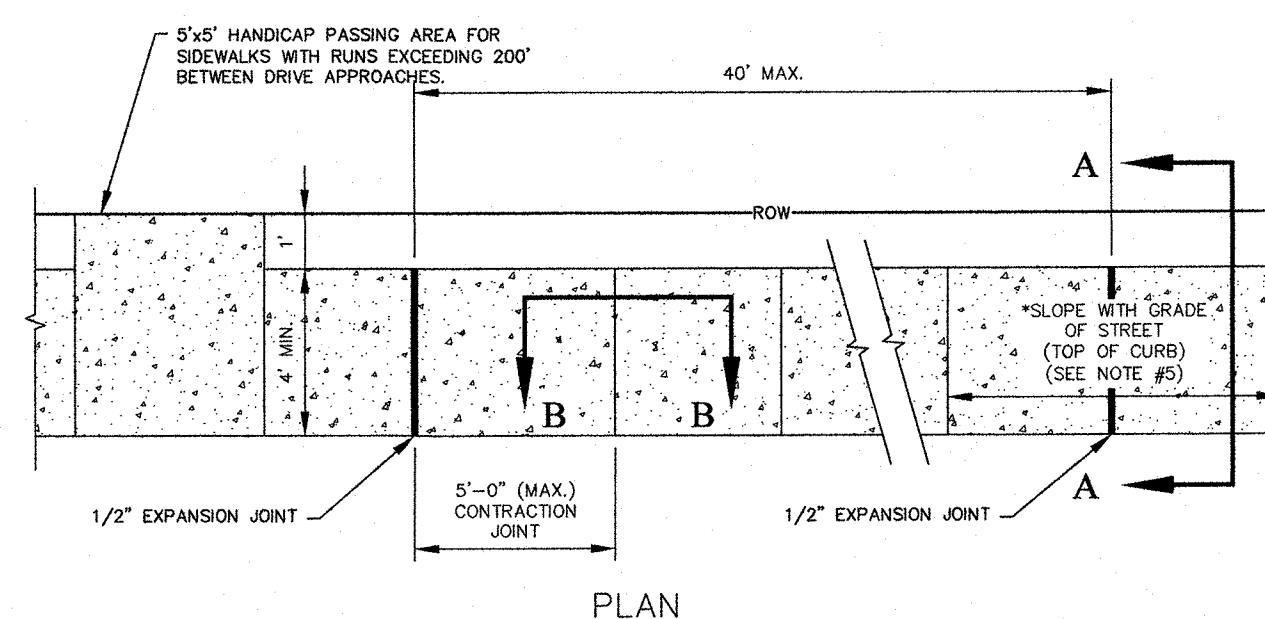 5'x5' HANDICAP PASSING AREA FOR
SIDEWALKS WITH RUNS EXCEEDING 200'
BETWEEN DRIVE APPROACHES.
40' MAX.
A
ROW
1'
4' MIN.
*SLOPE WITH GRADE
OF STREET
(TOP OF CURB)
(SEE NOTE #5)
B
B
A
1/2" EXPANSION JOINT
5'-0" (MAX.)
CONTRACTION
JOINT
1/2" EXPANSION JOINT
PLAN